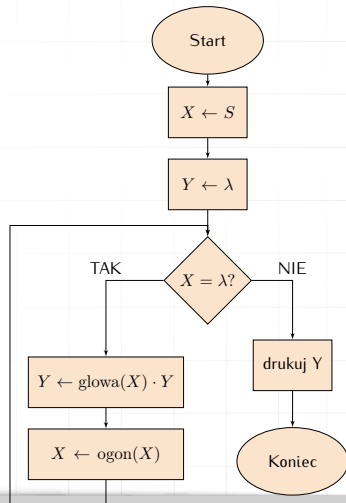 Start
X ← S
Y ← λ
TAK
X = λ?
NIE
Y ← glowa(X) · Y
drukuj Y
X ← ogon(X)
Koniec